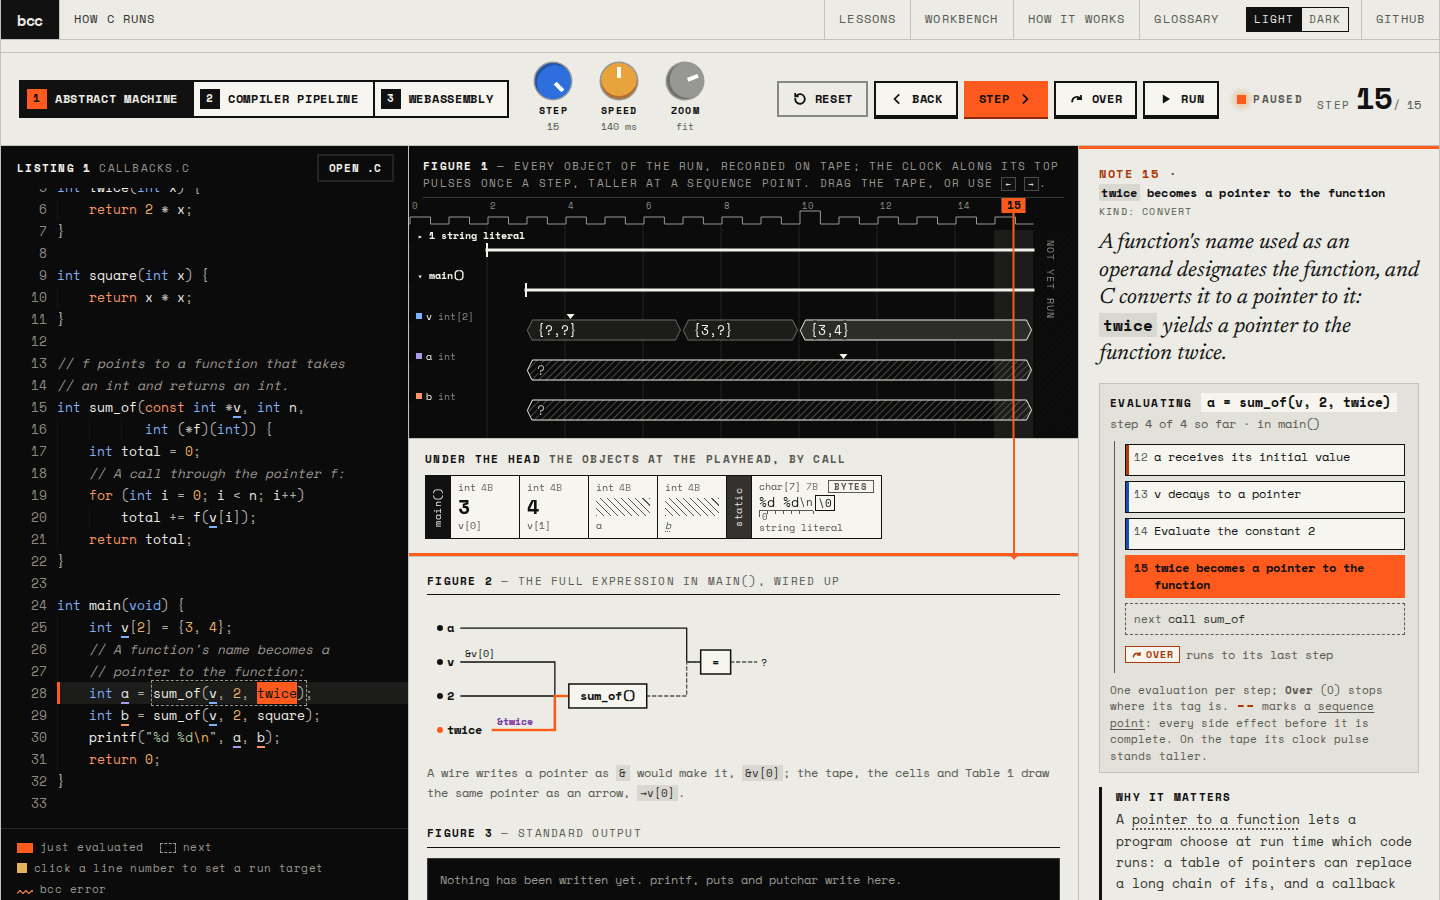 bcc HOW C RUNS LESSONS WORKBENCH HOW IT WORKS GLOSSARY LIGHT DARK GITHUB
1 ABSTRACT MACHINE 2 COMPILER PIPELINE 3 WEBASSEMBLY
STEP SPEED ZOOM
15 140 ms fit
RESET BACK STEP OVER RUN PAUSED STEP 15 / 15
LISTING 1 CALLBACKS.C OPEN .C
5 int twice(int x) {
6 return 2 * x;
7 }
8
9 int square(int x) {
10 return x * x;
11 }
12
13 // f points to a function that takes
14 // an int and returns an int.
15 int sum_of(const int *v, int n,
16 int (*f)(int)) {
17 int total = 0;
18 // A call through the pointer f:
19 for (int i = 0; i < n; i++)
20 total += f(v[i]);
21 return total;
22 }
23
24 int main(void) {
25 int v[2] = {3, 4};
26 // A function's name becomes a
27 // pointer to the function:
28 int a = sum_of(v, 2, twice);
29 int b = sum_of(v, 2, square);
30 printf("%d %d\n", a, b);
31 return 0;
32 }
33
just evaluated next
click a line number to set a run target
bcc error
FIGURE 1 — EVERY OBJECT OF THE RUN, RECORDED ON TAPE; THE CLOCK ALONG ITS TOP
PULSES ONCE A STEP, TALLER AT A SEQUENCE POINT. DRAG THE TAPE, OR USE ← →.
0 2 4 6 8 10 12 14 15
1 string literal
main()
v int[2] {?,?} {3,?} {3,4}
a int ?
b int ?
NOT YET RUN
UNDER THE HEAD THE OBJECTS AT THE PLAYHEAD, BY CALL
main()
int 4B
3
v[0]
int 4B
4
v[1]
int 4B
a
int 4B
b
static
char[7] 7B BYTES
%d %d\n\0
0
string literal
FIGURE 2 — THE FULL EXPRESSION IN MAIN(), WIRED UP
a
v &v[0] = ?
2 sum_of()
twice &twice
A wire writes a pointer as & would make it, &v[0]; the tape, the cells and Table 1 draw
the same pointer as an arrow, →v[0].
FIGURE 3 — STANDARD OUTPUT
Nothing has been written yet. printf, puts and putchar write here.
NOTE 15 ·
twice becomes a pointer to the function
KIND: CONVERT
A function's name used as an
operand designates the function, and
C converts it to a pointer to it:
twice yields a pointer to the
function twice.
EVALUATING a = sum_of(v, 2, twice)
step 4 of 4 so far · in main()
12 a receives its initial value
13 v decays to a pointer
14 Evaluate the constant 2
15 twice becomes a pointer to the
function
next call sum_of
OVER runs to its last step
One evaluation per step; Over (O) stops
where its tag is. -- marks a sequence
point: every side effect before it is
complete. On the tape its clock pulse
stands taller.
WHY IT MATTERS
A pointer to a function lets a
program choose at run time which code
runs: a table of pointers can replace
a long chain of ifs, and a callback